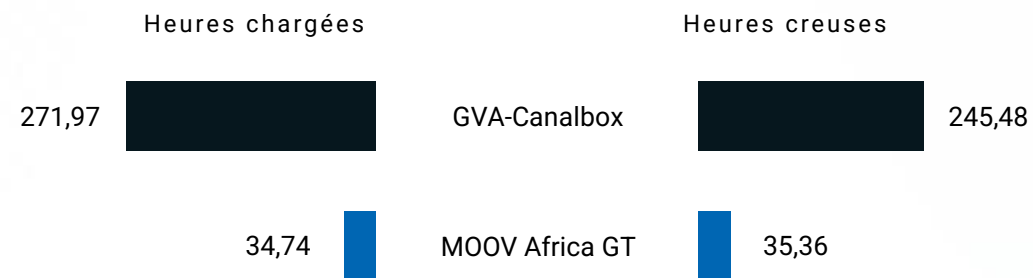 Heures chargées Heures creuses
271,97 GVA-Canalbox 245,48
34,74 MOOV Africa GT 35,36